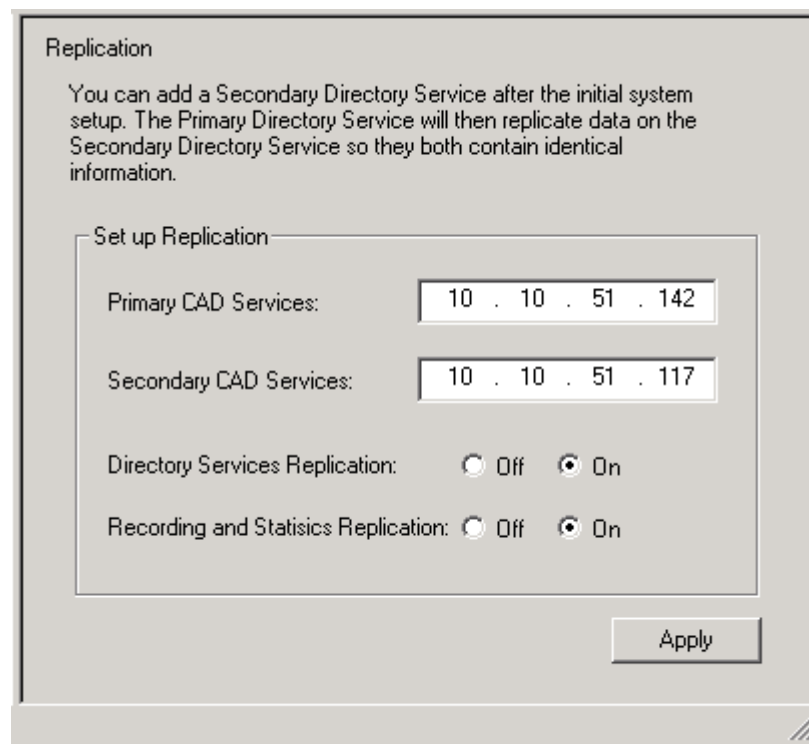 Replication
You can add a Secondary Directory Service after the initial system
setup. The Primary Directory Service will then replicate data on the
Secondary Directory Service so they both contain identical
information.
Set up Replication
Primary CAD Services: 10 . 10 . 51 . 142
Secondary CAD Services: 10 . 10 . 51 . 117
Directory Services Replication: Off On
Recording and Statisics Replication: Off On
Apply